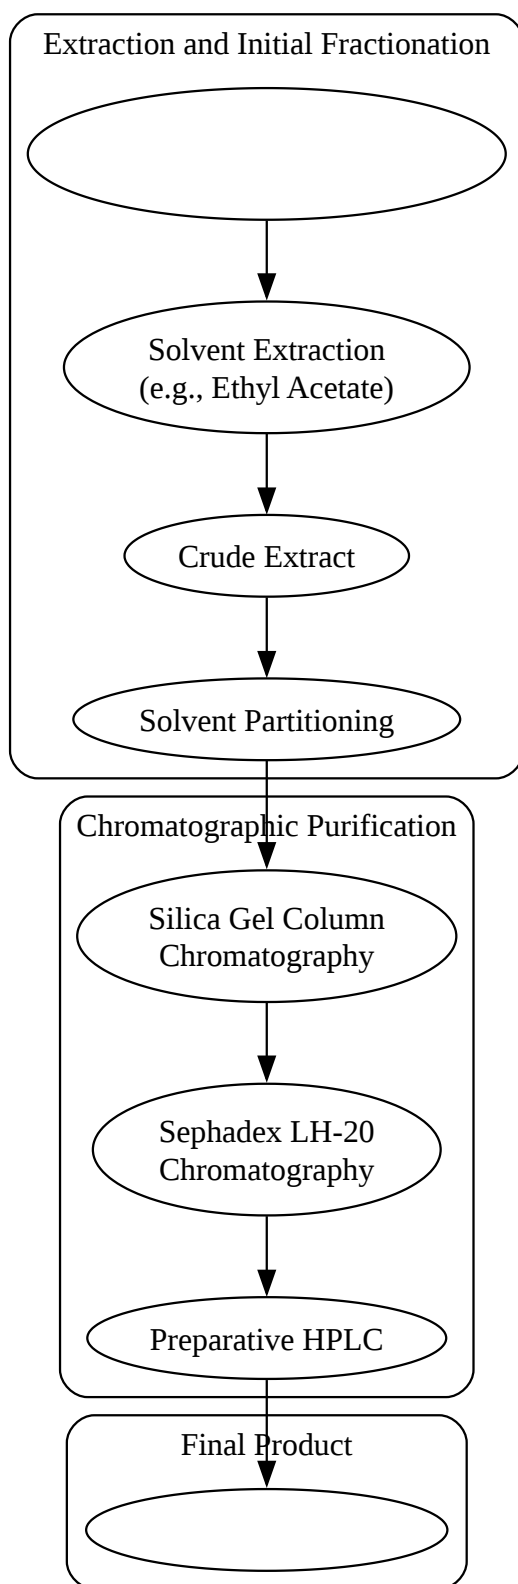 Extraction and Initial Fractionation
Solvent Extraction
(e.g., Ethyl Acetate)
Crude Extract
Solvent Partitioning
Chromatographic Purification
Silica Gel Column
Chromatography
Sephadex LH-20
Chromatography
Preparative HPLC
Final Product